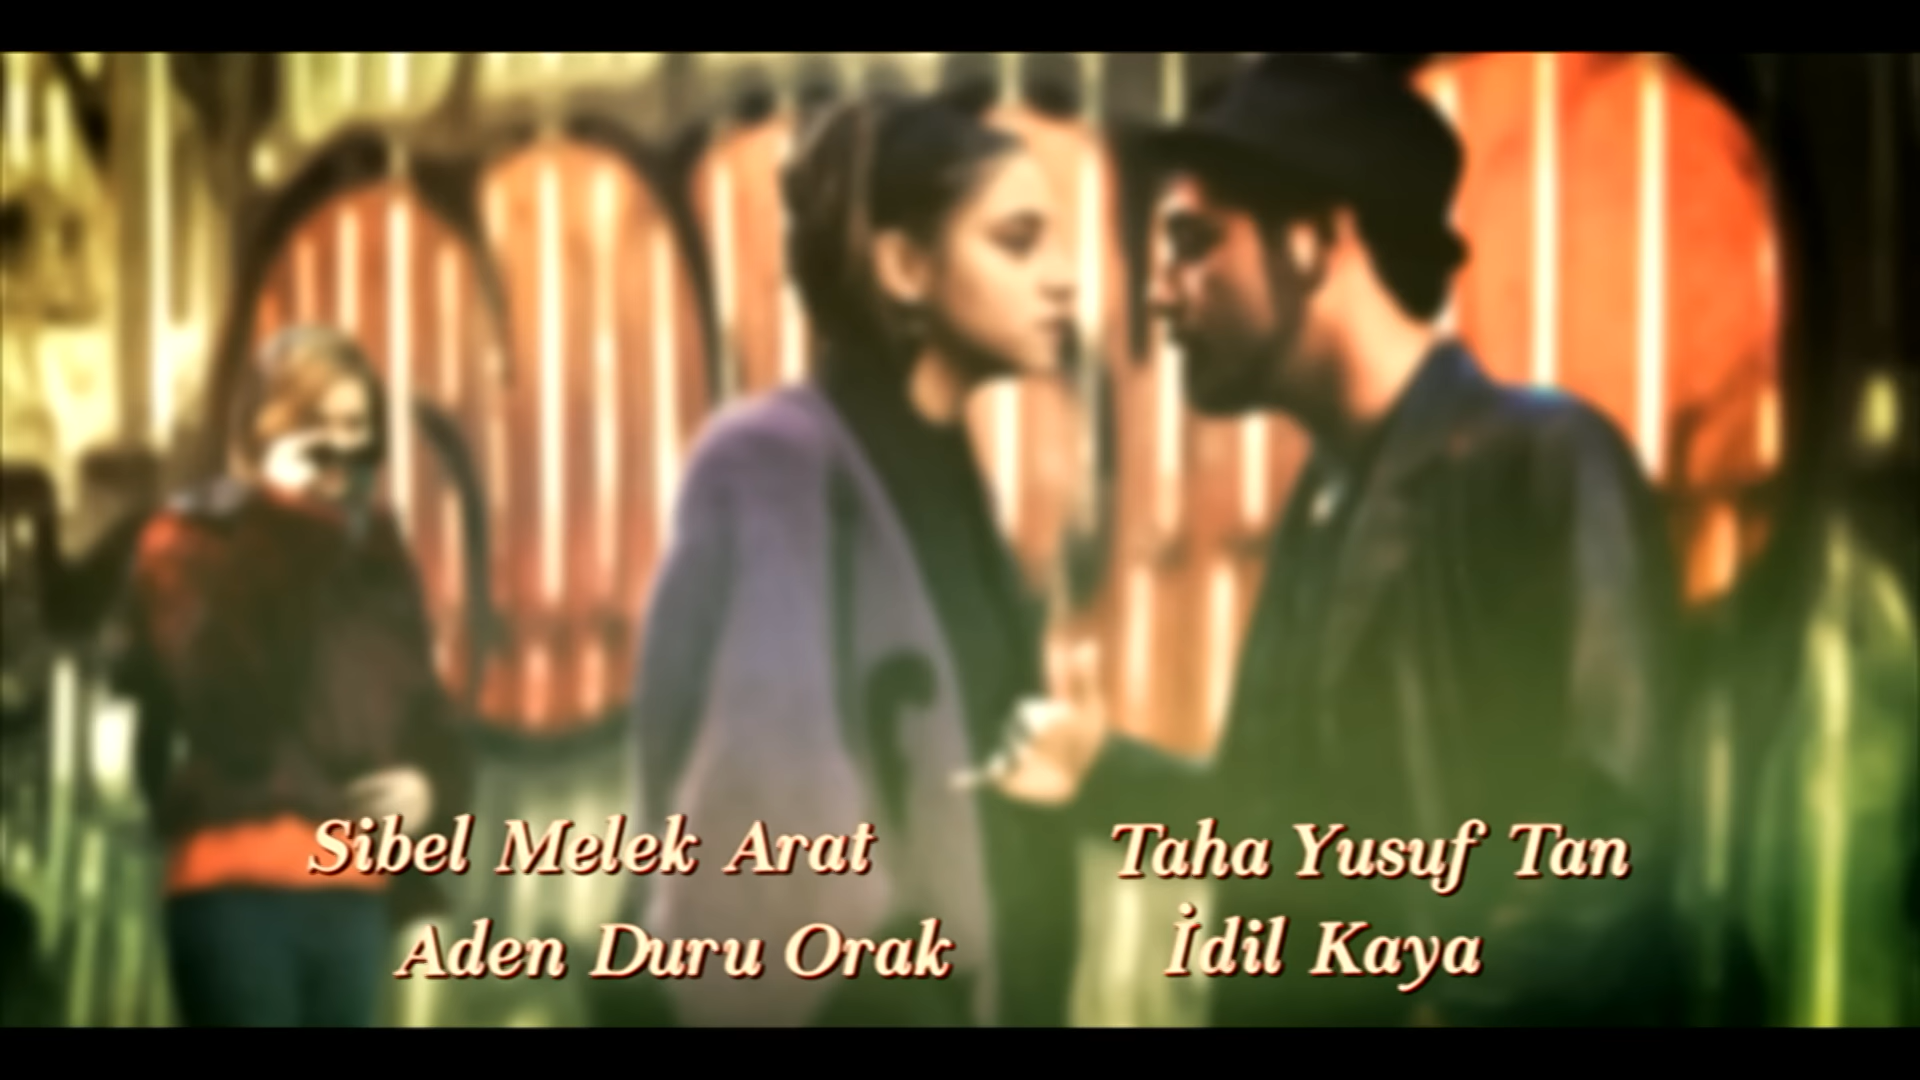 Sibel Melek Arat
Taha Yusuf Tan
Aden Duru Orak
İdil Kaya